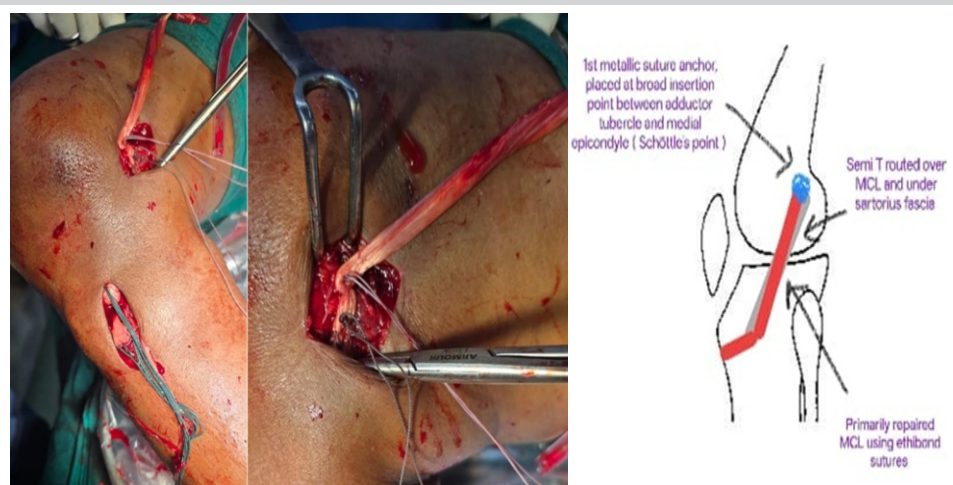 1st metallic suture anchor,
placed at broad insertion
point between adductor
tubercle and medial
epicondyle ( Schöttle's point )
Semi T routed over
MCL and under
sartorius fascia
Primarily repaired
MCL using ethibond
sutures
ARMOUR